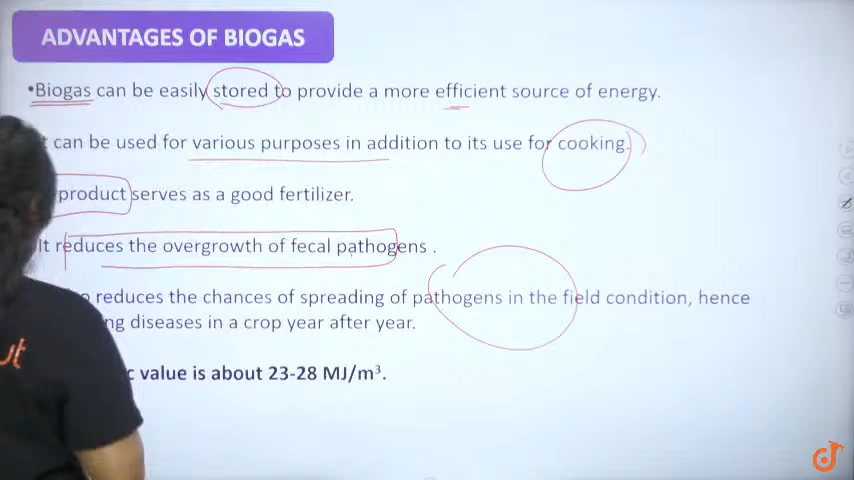 ADVANTAGES OF BIOGAS
•Biogas can be easily stored to provide a more efficient source of energy.
can be used for various purposes in addition to its use for cooking.
product serves as a good fertilizer.
It reduces the overgrowth of fecal pathogens .
reduces the chances of spreading of pathogens in the field condition, hence
diseases in a crop year after year.
value is about 23-28 MJ/m³.